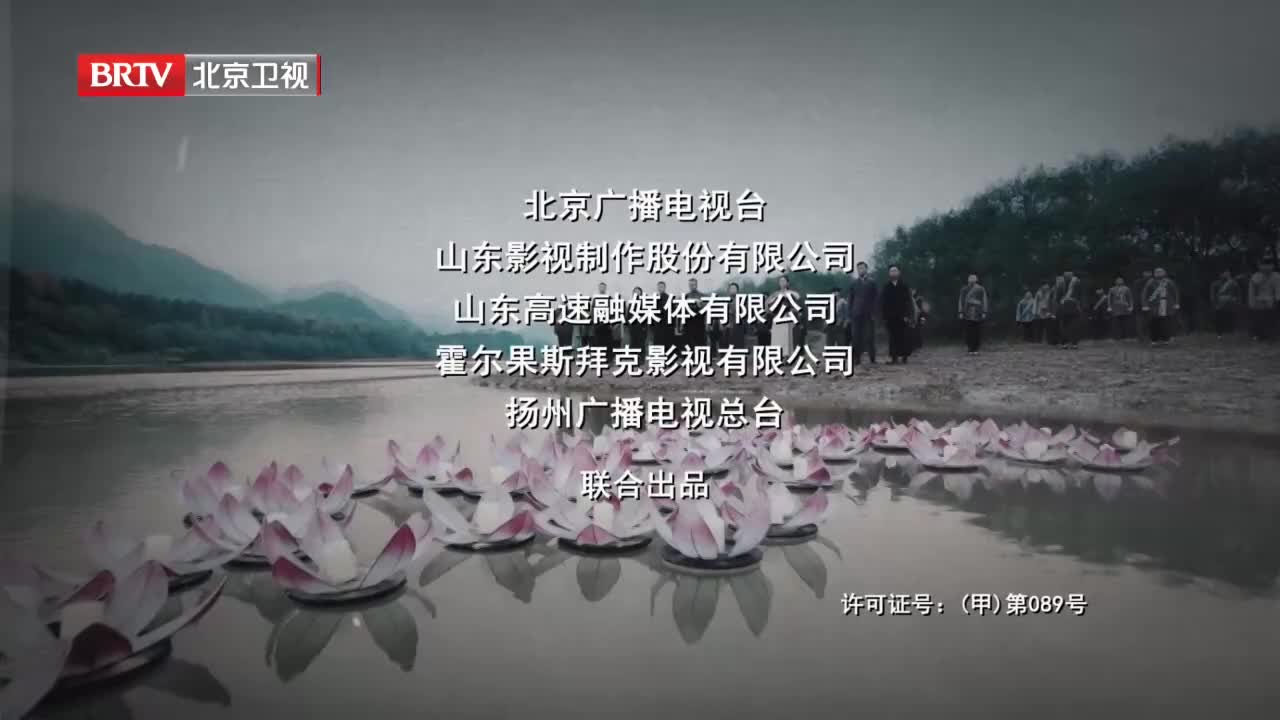 BRTV 北京卫视
北京广播电视台
山东影视制作股份有限公司
山东高速融媒体有限公司
霍尔果斯拜克影视有限公司
扬州广播电视总台
联合出品
许可证号：(甲)第089号